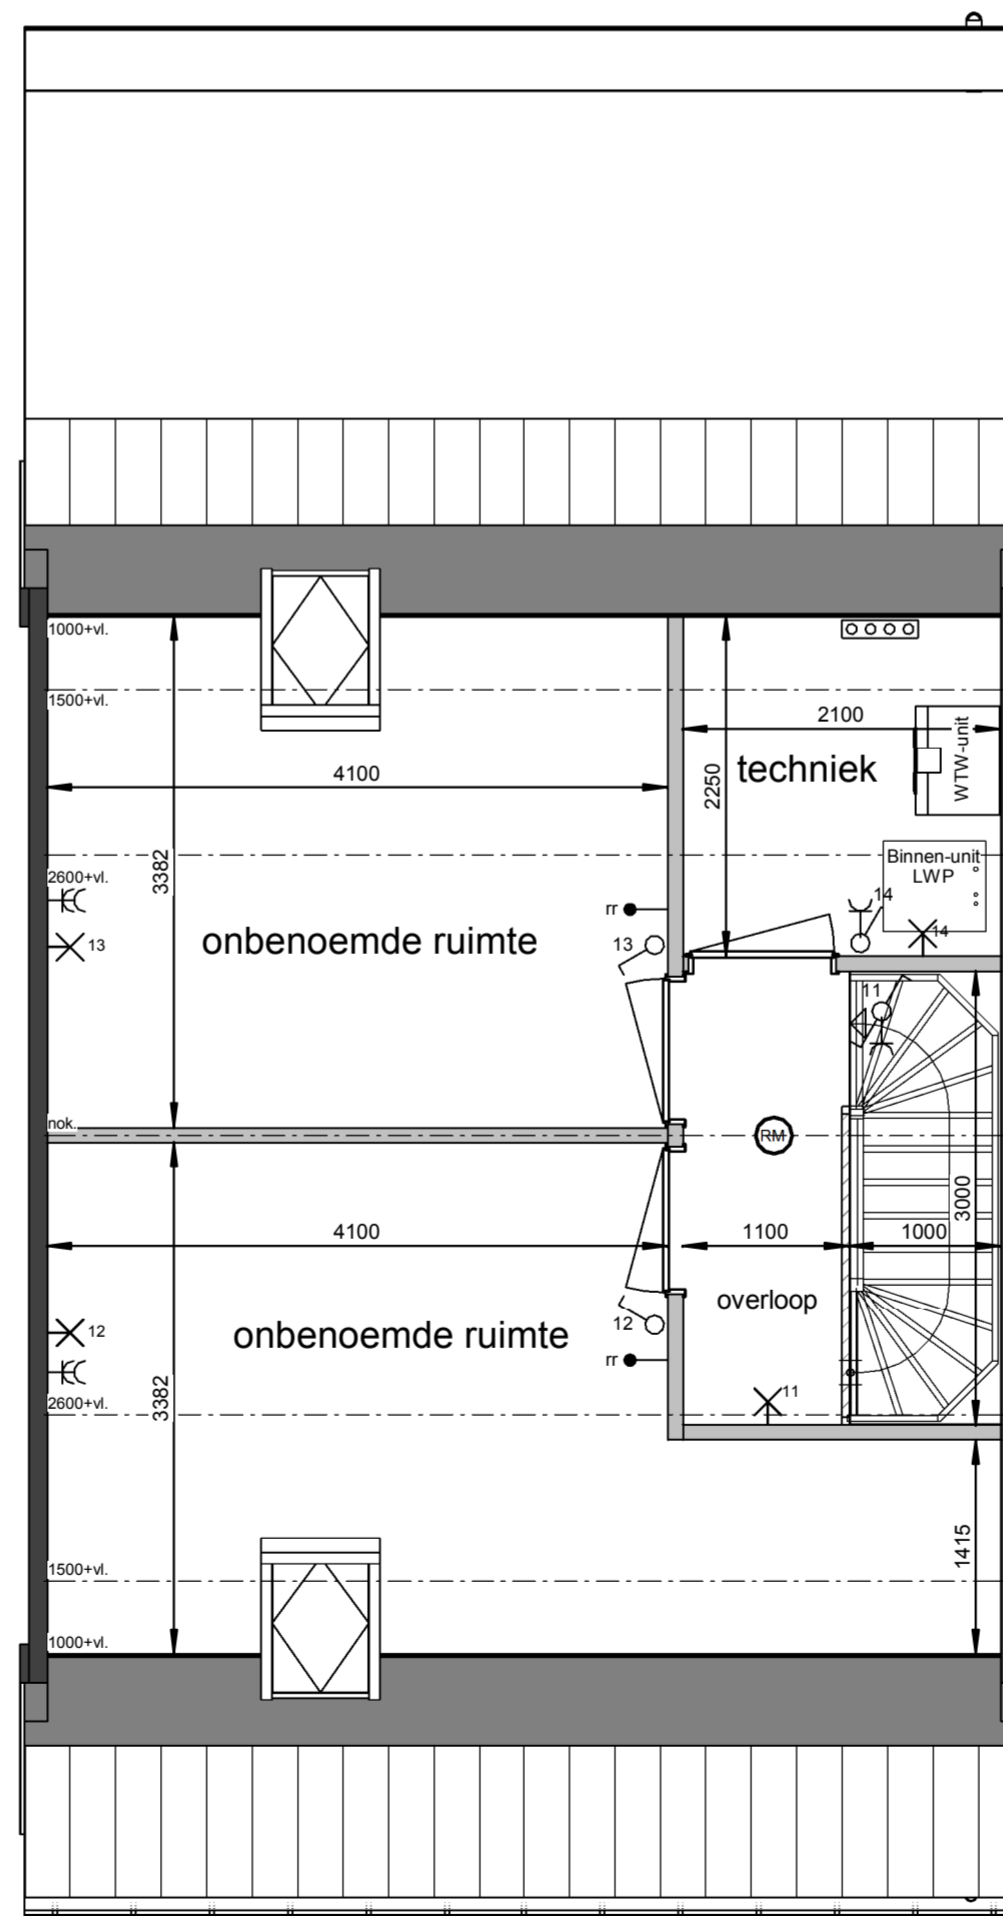 1000+vl.
1500+vl.
2100
WTW-unit
techniek
4100
2250
3382
Binnen-unit
LWP
2600+vl.
14
rr
13
onbenoemde ruimte
13
14
11
nok.
RM
3000
4100
1100
1000
overloop
12
onbenoemde ruimte
12
rr
3382
11
2600+vl.
1415
1500+vl.
1000+vl.